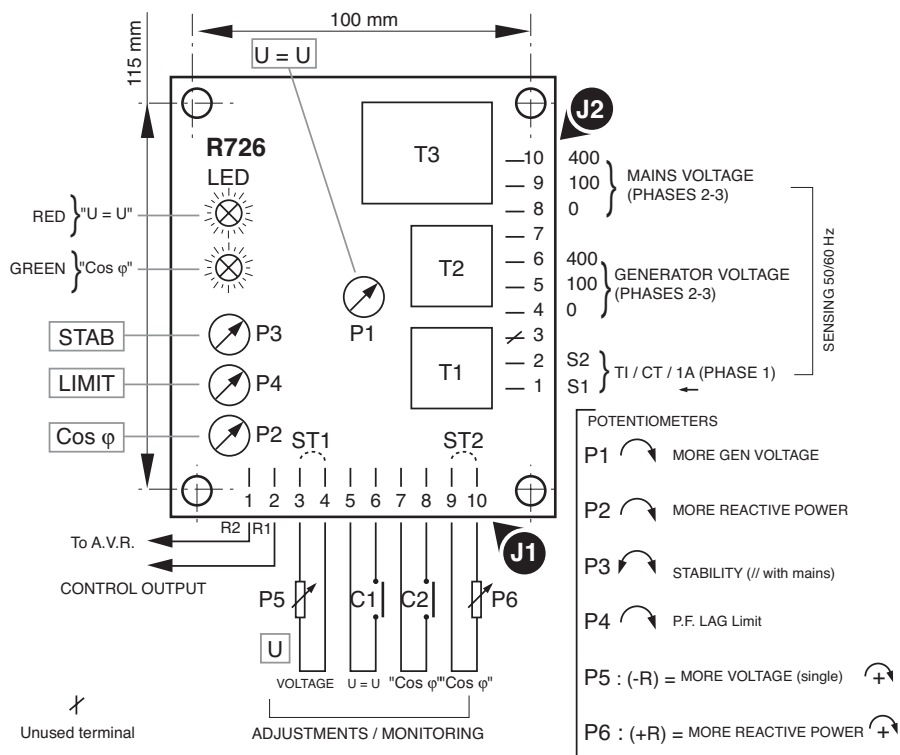 100 mm
115 mm
U = U
J2
R726
LED
RED "U = U"
GREEN "Cos φ"
STAB
LIMIT
Cos φ
P3
P4
P2
P1
T3
T2
T1
10 400
9 100
8 0
MAINS VOLTAGE
(PHASES 2-3)
7
6 400
5 100
4 0
GENERATOR VOLTAGE
(PHASES 2-3)
3
2 S2
1 S1
TI / CT / 1A (PHASE 1)
SENSING 50/60 Hz
ST1 ST2
1 2 3 4 5 6 7 8 9 10
R2 R1
J1
To A.V.R.
CONTROL OUTPUT
P5 C1 C2 P6
U
VOLTAGE U = U "Cos φ" "Cos φ"
ADJUSTMENTS / MONITORING
Unused terminal
POTENTIOMETERS
P1 MORE GEN VOLTAGE
P2 MORE REACTIVE POWER
P3 STABILITY (// with mains)
P4 P.F. LAG Limit
P5 : (-R) = MORE VOLTAGE (single) +
P6 : (+R) = MORE REACTIVE POWER +